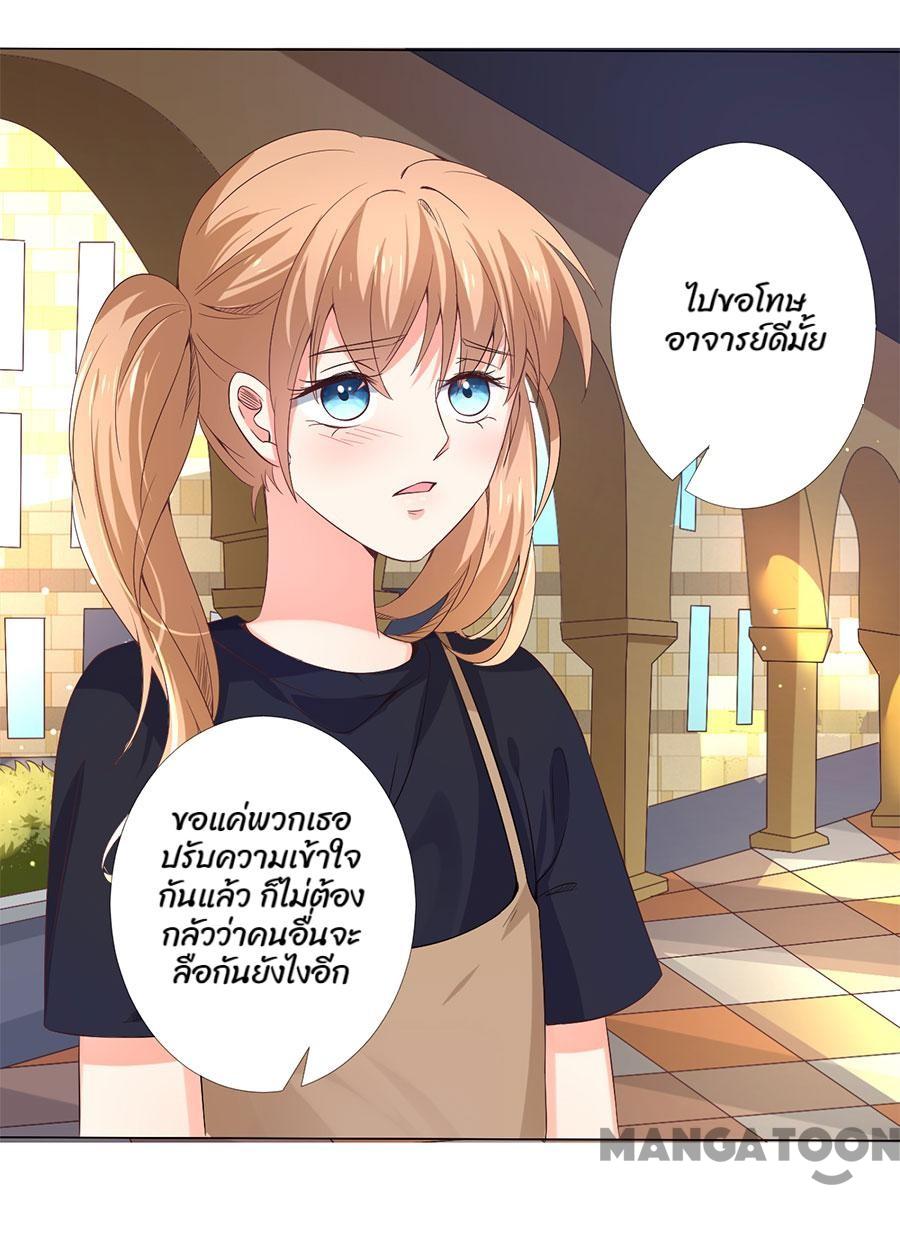 ไปขอโทษ
อาจารย์ดีมั้ย
ขอแค่พวกเธอ
ปรับความเข้าใจ
กันแล้ว ก็ไม่ต้อง
กลัวว่าคนอื่นจะ
ลือกันยังไงอีก
MANGATOON